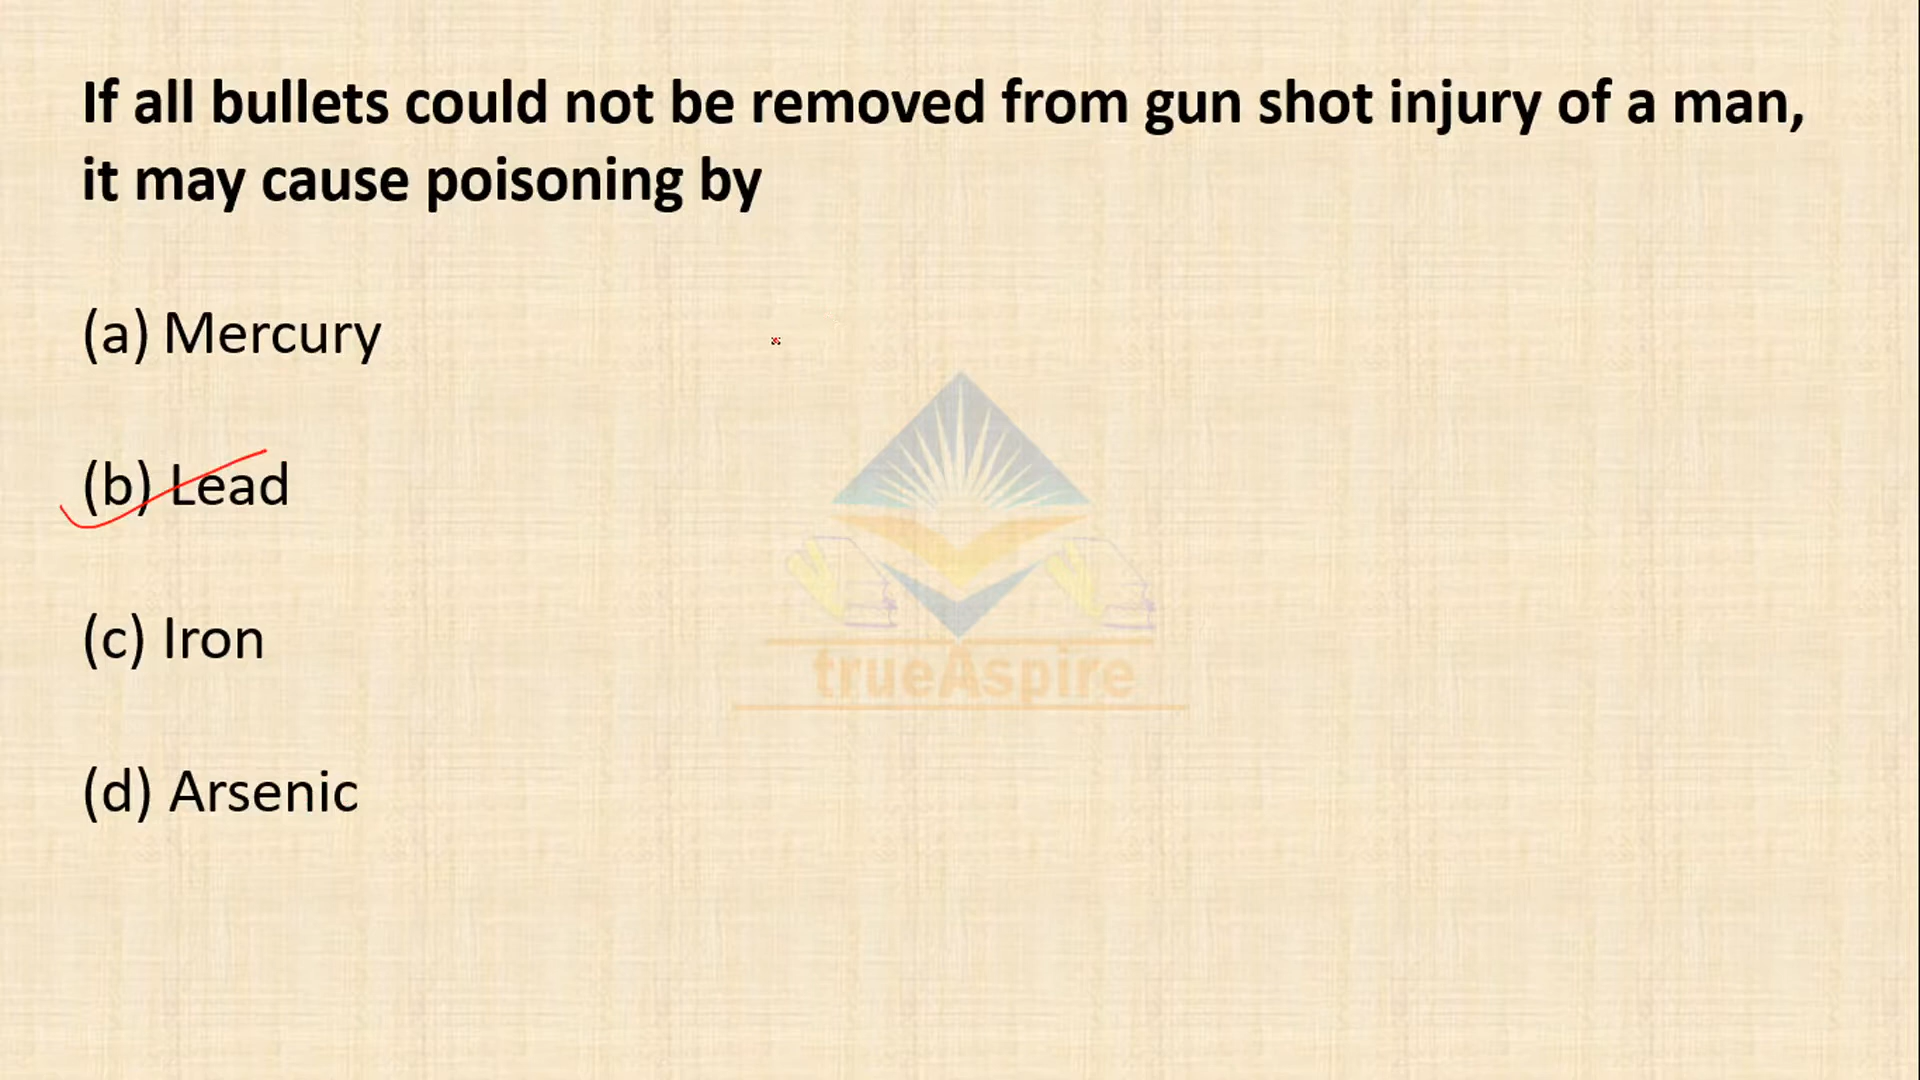 If all bullets could not be removed from gun shot injury of a man,
it may cause poisoning by
(a) Mercury
(b) Lead
(c) Iron
(d) Arsenic
trueAspire